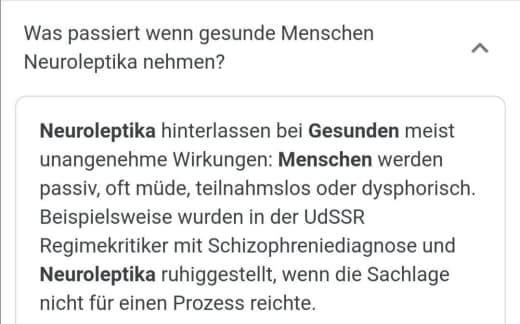 Was passiert wenn gesunde Menschen
Neuroleptika nehmen?
Neuroleptika hinterlassen bei Gesunden meist
unangenehme Wirkungen: Menschen werden
passiv, oft müde, teilnahmslos oder dysphorisch.
Beispielsweise wurden in der UdSSR
Regimekritiker mit Schizophreniediagnose und
Neuroleptika ruhiggestellt, wenn die Sachlage
nicht für einen Prozess reichte.